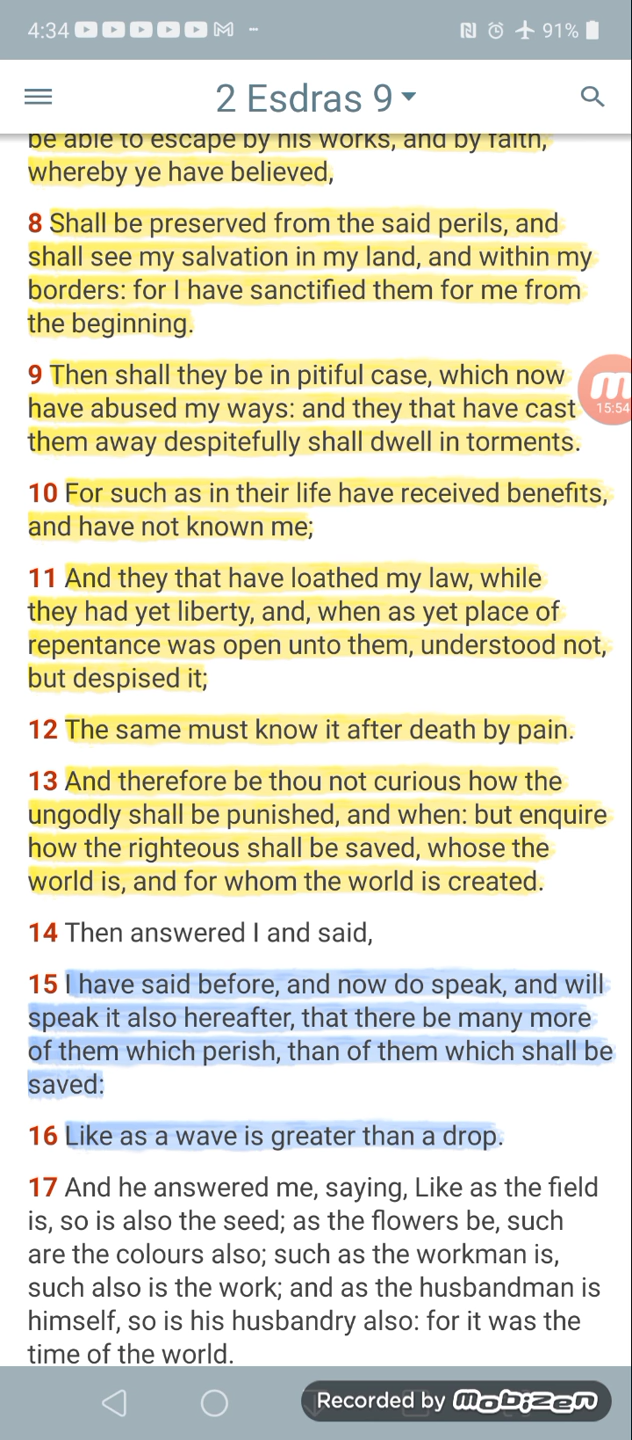 4:34
91%
2 Esdras 9
be able to escape by his works, and by faith,
whereby ye have believed,
8 Shall be preserved from the said perils, and
shall see my salvation in my land, and within my
borders: for I have sanctified them for me from
the beginning.
9 Then shall they be in pitiful case, which now
have abused my ways: and they that have cast
15:54
them away despitefully shall dwell in torments.
10 For such as in their life have received benefits,
and have not known me;
11 And they that have loathed my law, while
they had yet liberty, and, when as yet place of
repentance was open unto them, understood not,
but despised it;
12 The same must know it after death by pain.
13 And therefore be thou not curious how the
ungodly shall be punished, and when: but enquire
how the righteous shall be saved, whose the
world is, and for whom the world is created.
14 Then answered I and said,
15 I have said before, and now do speak, and will
speak it also hereafter, that there be many more
of them which perish, than of them which shall be
saved:
16 Like as a wave is greater than a drop.
17 And he answered me, saying, Like as the field
is, so is also the seed; as the flowers be, such
are the colours also; such as the workman is,
such also is the work; and as the husbandman is
himself, so is his husbandry also: for it was the
time of the world.
Recorded by Mobizen